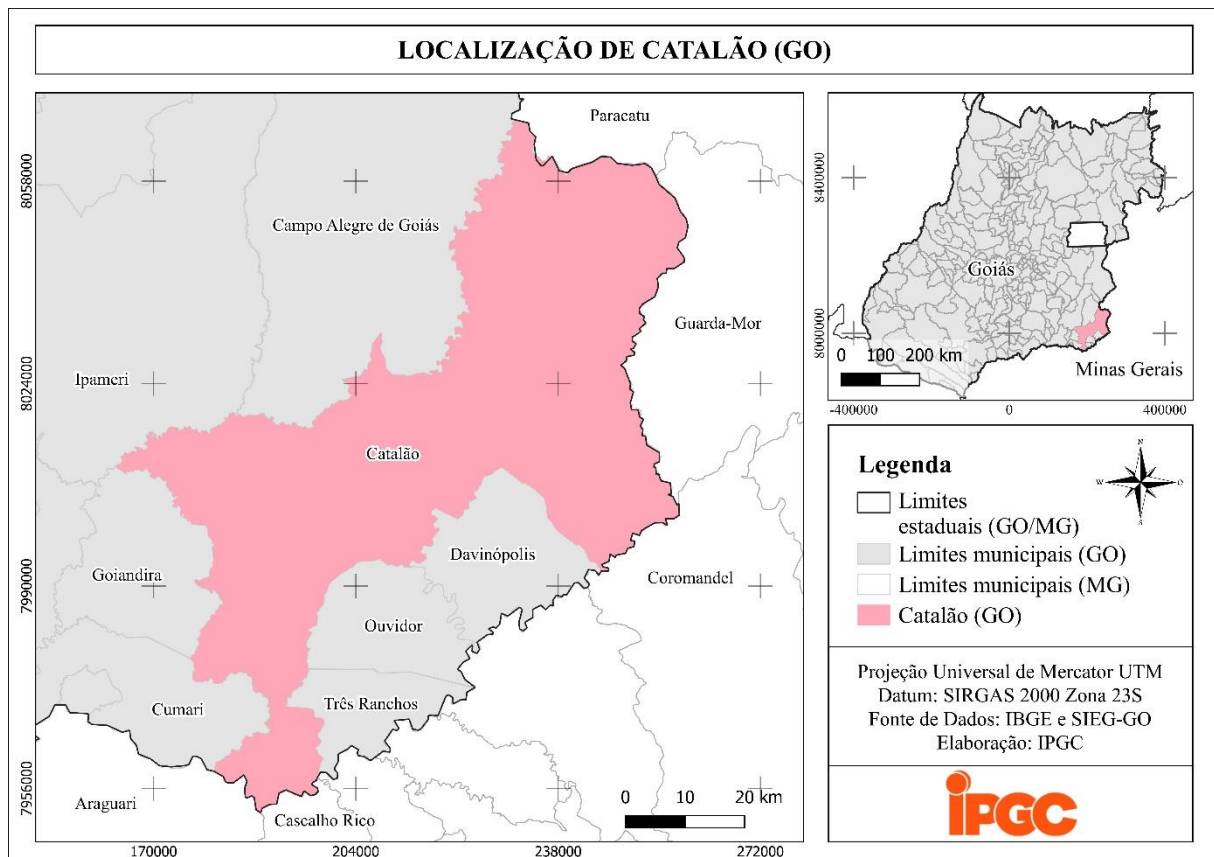 LOCALIZAÇÃO DE CATALÃO (GO)
Paracatu
8058000
Campo Alegre de Goiás
Guarda-Mor
Ipameri
8024000
Catalão
Davinópolis
Goiandira
Coromandel
7990000
Ouvidor
Três Ranchos
Cumari
7956000
Araguari
Cascalho Rico
0 10 20 km
170000 204000 238000 272000
8400000
Goiás
8000000
0 100 200 km
Minas Gerais
-400000 0 400000
Legenda
N
W O
S
Limites
estaduais (GO/MG)
Limites municipais (GO)
Limites municipais (MG)
Catalão (GO)
Projeção Universal de Mercator UTM
Datum: SIRGAS 2000 Zona 23S
Fonte de Dados: IBGE e SIEG-GO
Elaboração: IPGC
iPGC